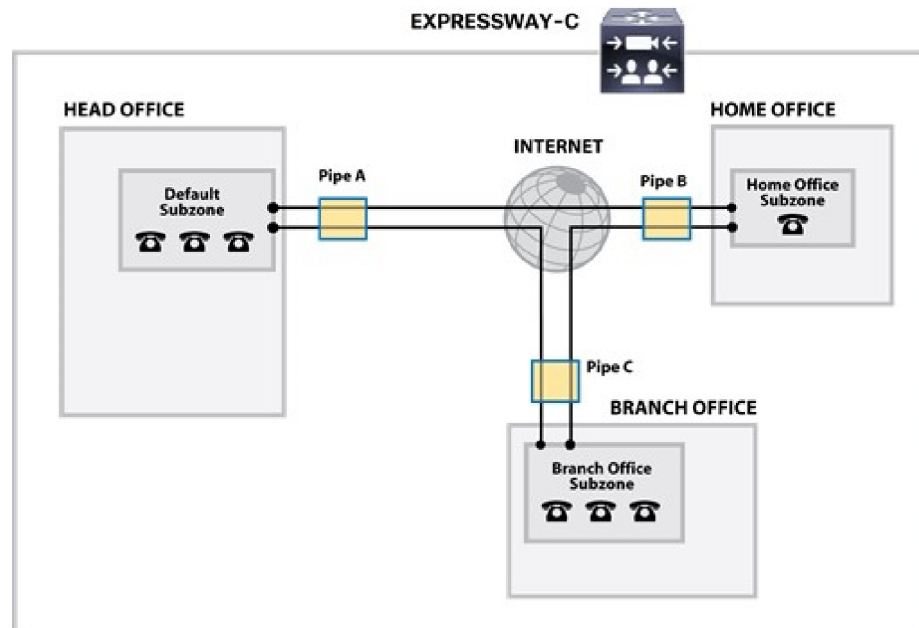 EXPRESSWAY-C
HEAD OFFICE
HOME OFFICE
INTERNET
Pipe A
Pipe B
Default
Subzone
Home Office
Subzone
Pipe C
BRANCH OFFICE
Branch Office
Subzone